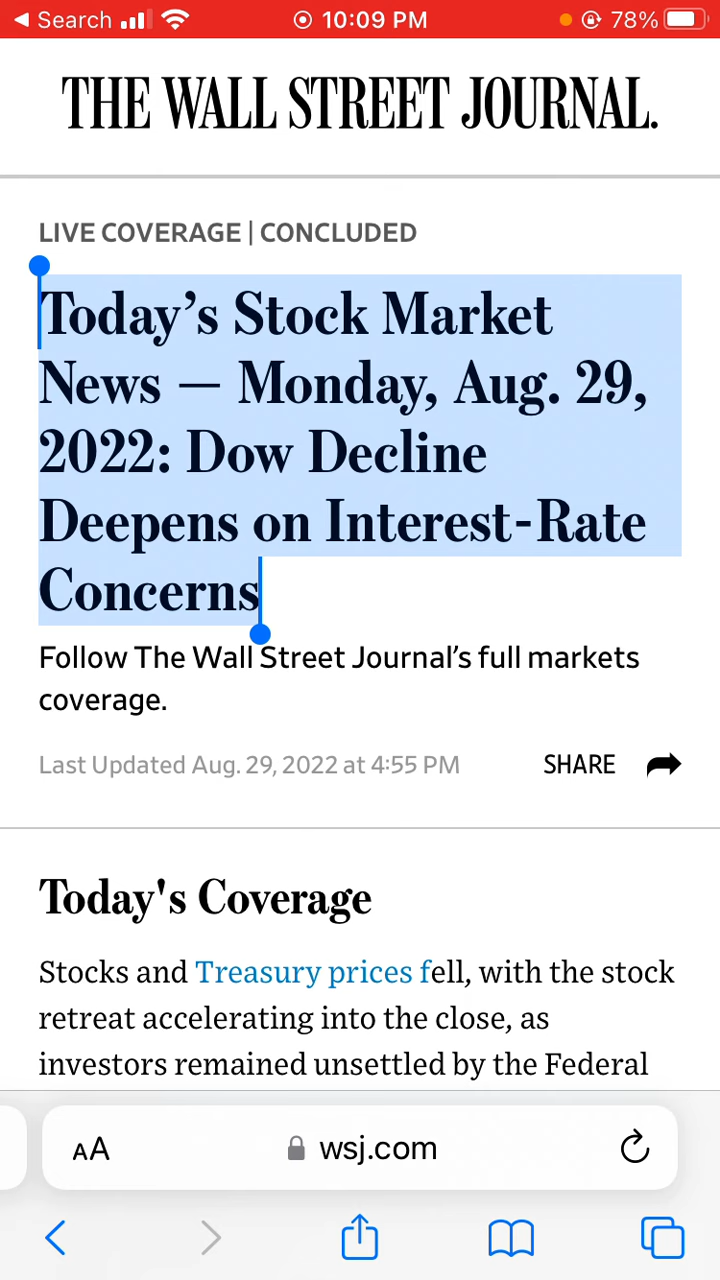 Search 10:09 PM 78%
THE WALL STREET JOURNAL.
LIVE COVERAGE | CONCLUDED
Today’s Stock Market
News — Monday, Aug. 29,
2022: Dow Decline
Deepens on Interest-Rate
Concerns
Follow The Wall Street Journal’s full markets
coverage.
Last Updated Aug. 29, 2022 at 4:55 PM SHARE
Today's Coverage
Stocks and Treasury prices fell, with the stock
retreat accelerating into the close, as
investors remained unsettled by the Federal
AA wsj.com